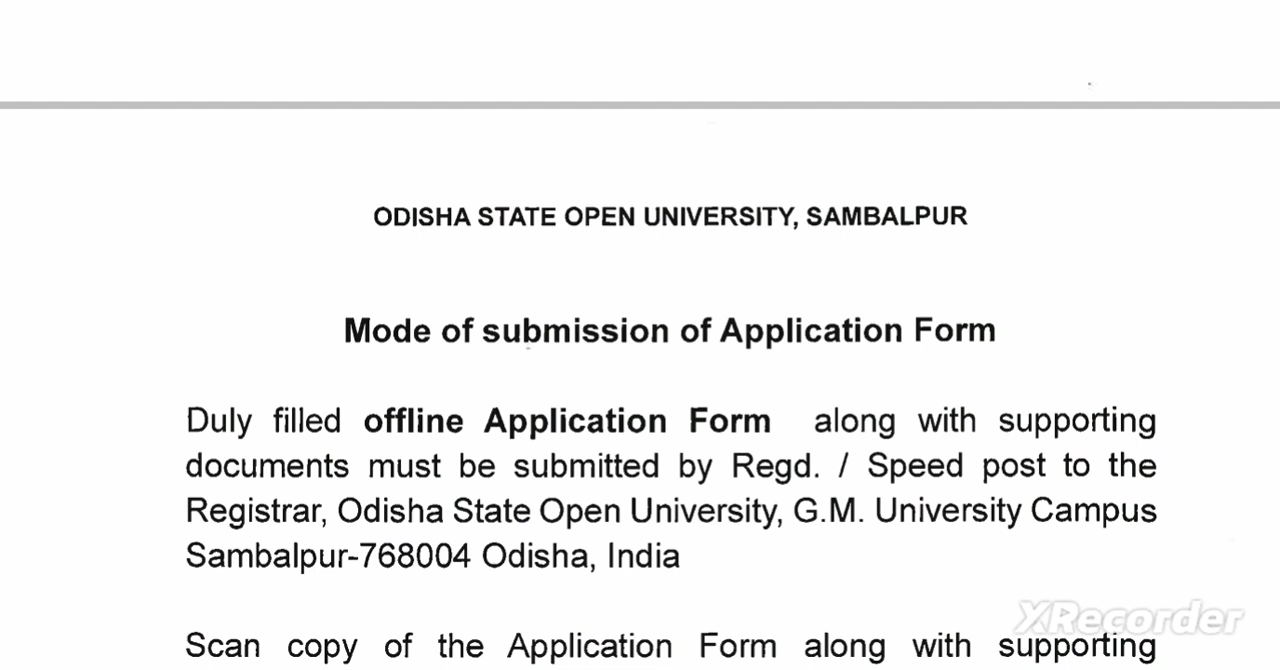 ODISHA STATE OPEN UNIVERSITY, SAMBALPUR
Mode of submission of Application Form
Duly filled offline Application Form along with supporting
documents must be submitted by Regd. / Speed post to the
Registrar, Odisha State Open University, G.M. University Campus
Sambalpur-768004 Odisha, India
Scan copy of the Application Form along with supporting
XRecorder